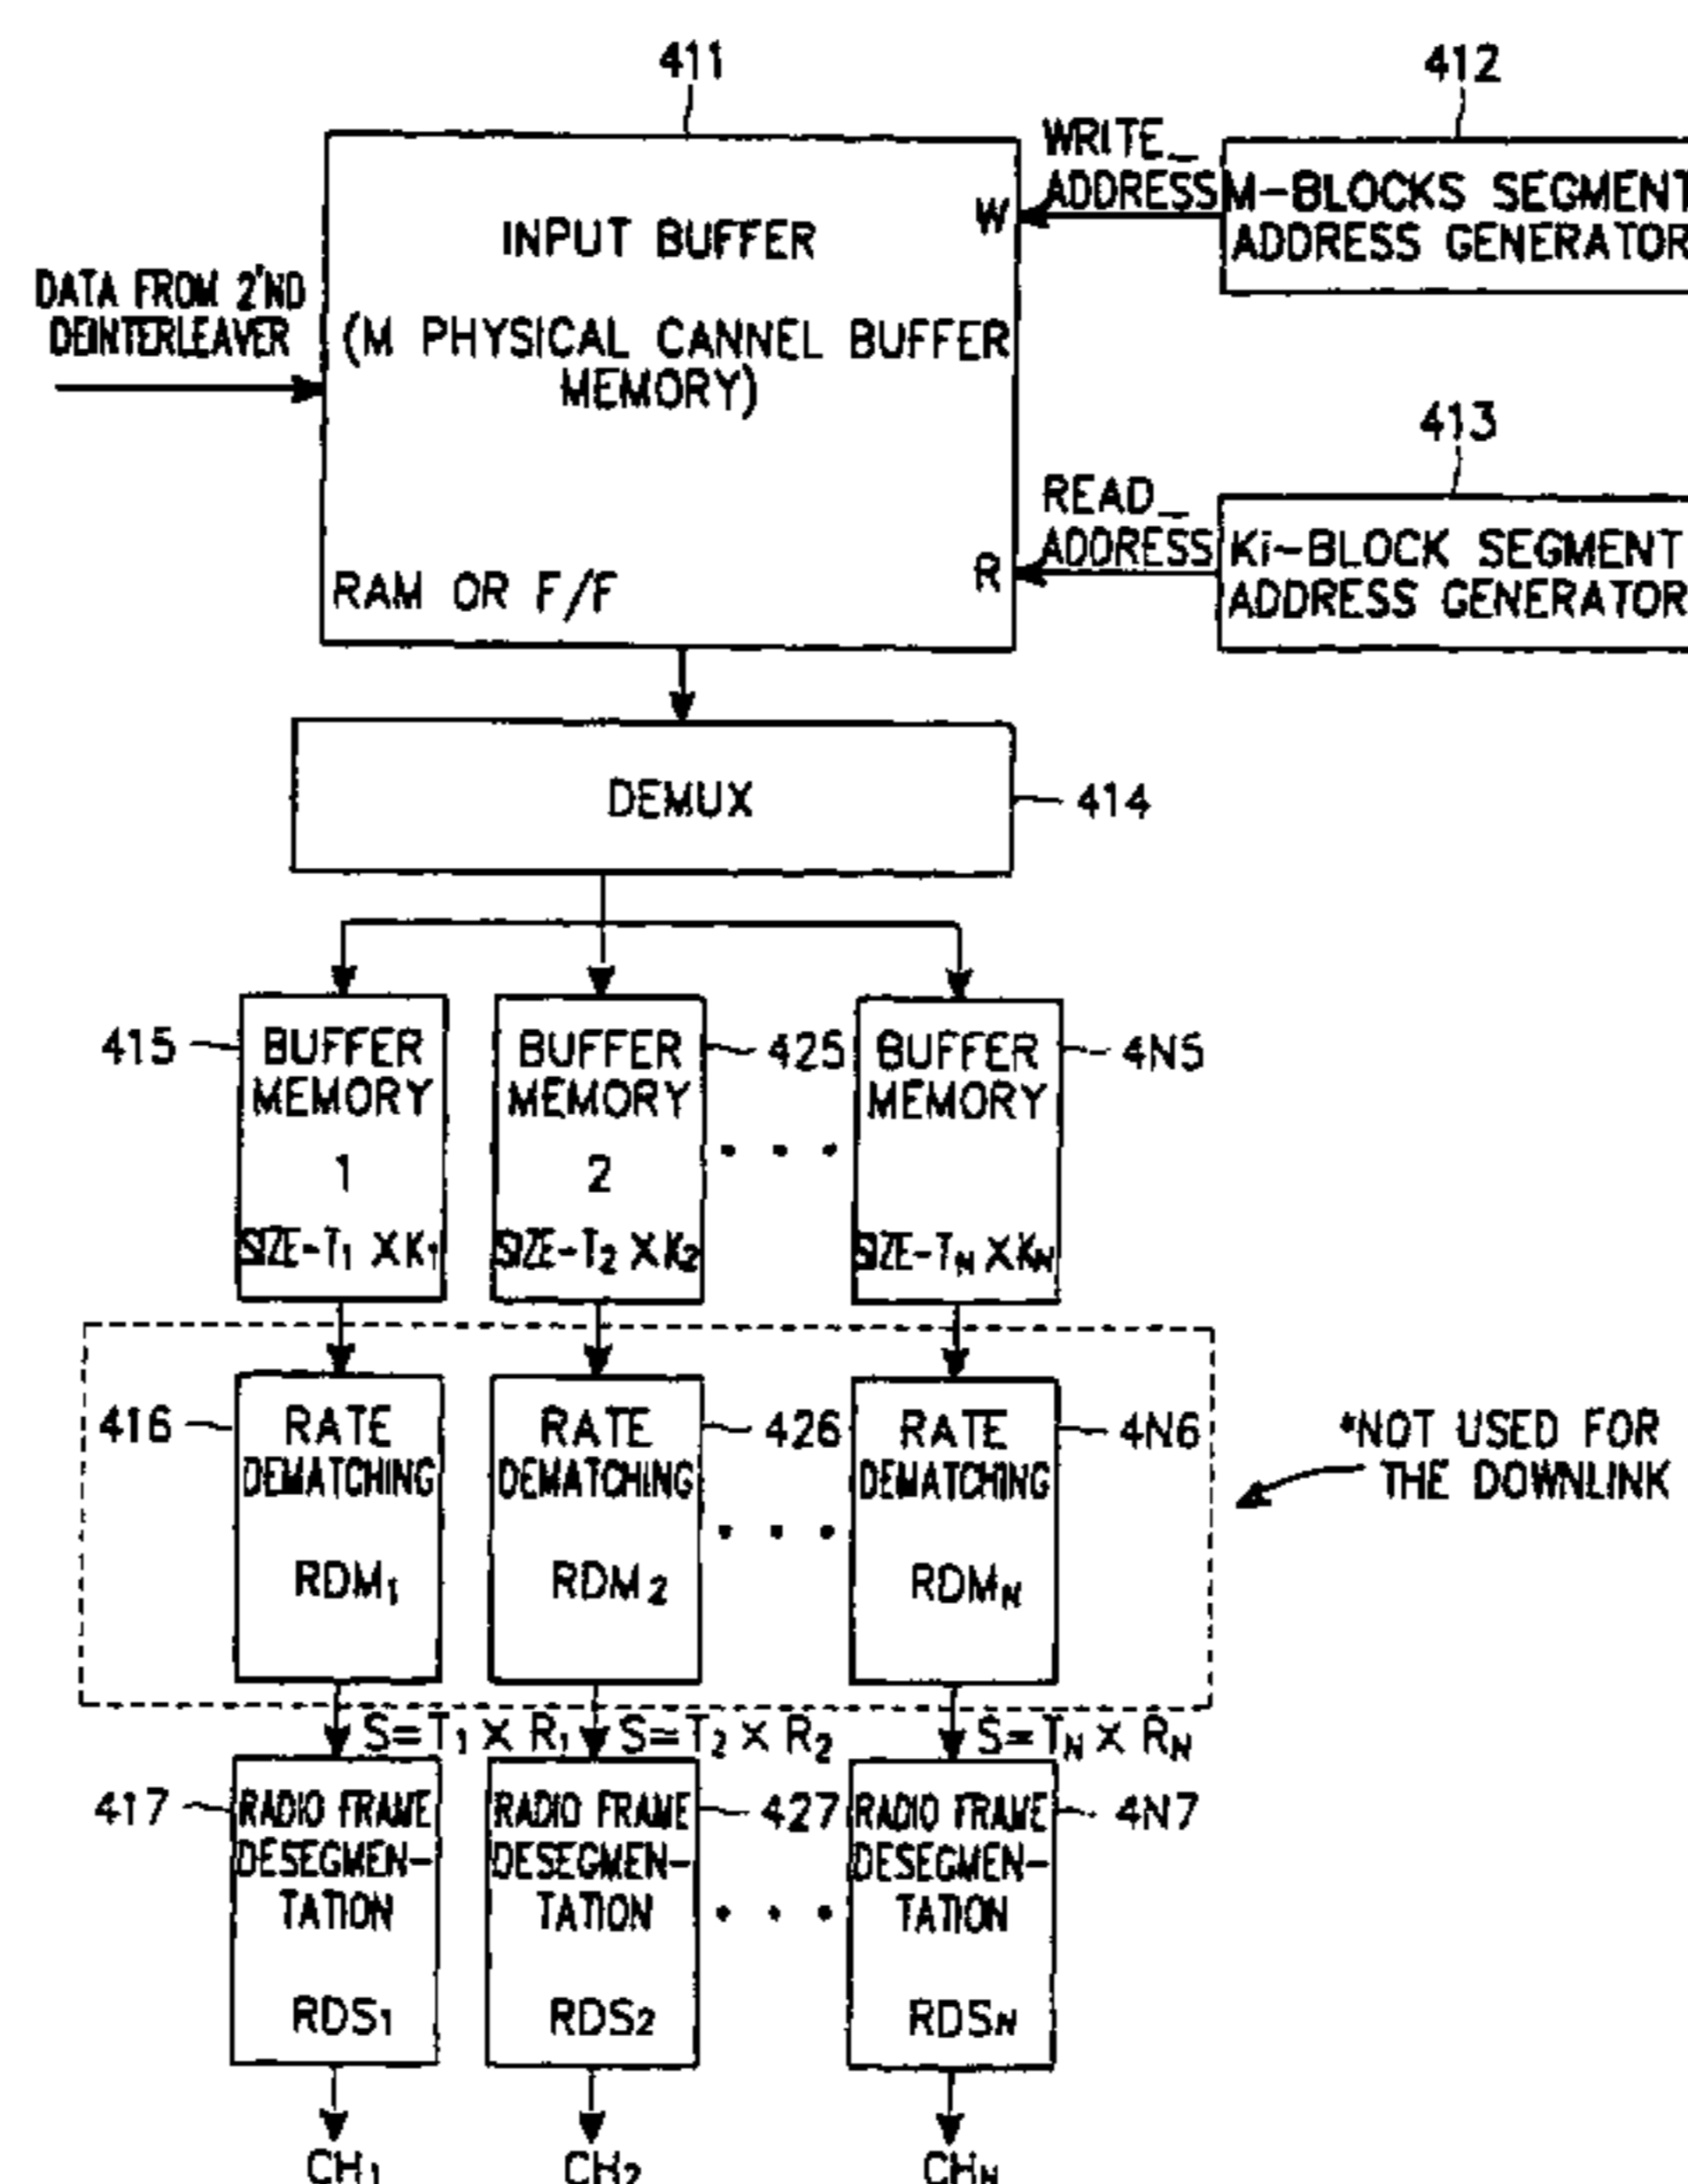 411
412
WRITE_
ADDRESS
M-BLOCKS SEGMENT
ADDRESS GENERATOR
W
INPUT BUFFER
(M PHYSICAL CANNEL BUFFER
MEMORY)
DATA FROM 2'ND
DEINTERLEAVER
413
READ_
ADDRESS
Ki-BLOCK SEGMENT
ADDRESS GENERATOR
R
RAM OR F/F
DEMUX
414
415
BUFFER
MEMORY
1
SIZE-T1 XK1
BUFFER
MEMORY
2
SIZE-T2 XK2
425
• • •
BUFFER
MEMORY
SIZE-TN XKN
4N5
416
RATE
DEMATCHING
RDM1
RATE
DEMATCHING
RDM2
426
• • •
RATE
DEMATCHING
RDMN
4N6
*NOT USED FOR
THE DOWNLINK
S=T1 X R1
S=T2 X R2
S=TN X RN
417
RADIO FRAME
DESEGMEN-
TATION
RDS1
RADIO FRAME
DESEGMEN-
TATION
RDS2
427
• • •
RADIO FRAME
DESEGMEN-
TATION
RDSN
4N7
CH1
CH2
CHN